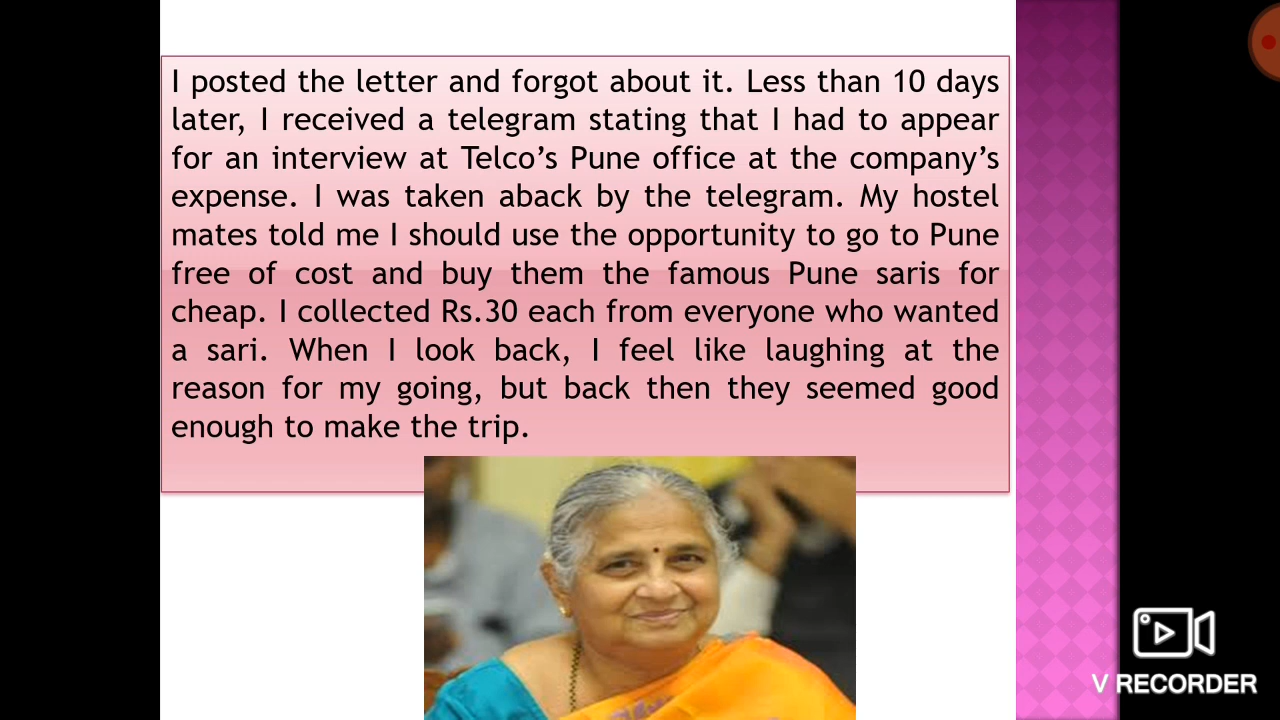 I posted the letter and forgot about it. Less than 10 days
later, I received a telegram stating that I had to appear
for an interview at Telco’s Pune office at the company’s
expense. I was taken aback by the telegram. My hostel
mates told me I should use the opportunity to go to Pune
free of cost and buy them the famous Pune saris for
cheap. I collected Rs.30 each from everyone who wanted
a sari. When I look back, I feel like laughing at the
reason for my going, but back then they seemed good
enough to make the trip.
V RECORDER